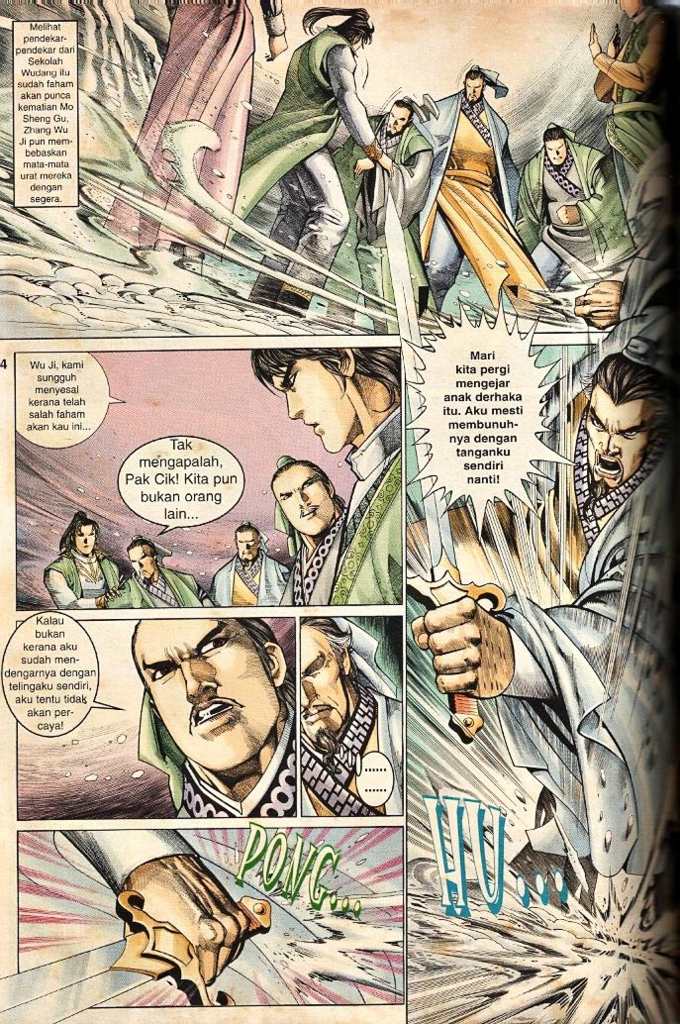 Melihat
pendekar-
pendekar dari
Sekolah
Wudang itu
sudah faham
akan punca
kematian Mo
Sheng Gu,
Zhang Wu
Ji pun mem-
bebaskan
mata-mata
urat mereka
dengan
segera.
4
Wu Ji, kami
sungguh
menyesal
kerana telah
salah faham
akan kau ini...
Tak
mengapalah,
Pak Cik! Kita pun
bukan orang
lain...
Mari
kita pergi
mengejar
anak derhaka
itu. Aku mesti
membunuh-
nya dengan
tanganku
sendiri
nanti!
Kalau
bukan
kerana aku
sudah men-
dengarnya dengan
telingaku sendiri,
aku tentu tidak
akan per-
caya!
......
......
PONG...
HU...